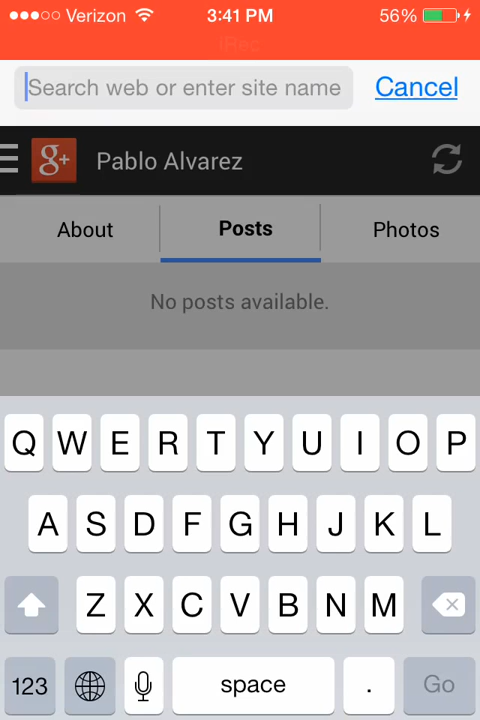 Verizon 3:41 PM 56%
iRec
Search web or enter site name Cancel
g+ Pablo Alvarez
About Posts Photos
No posts available.
Q W E R T Y U I O P
A S D F G H J K L
Z X C V B N M
123 space . Go